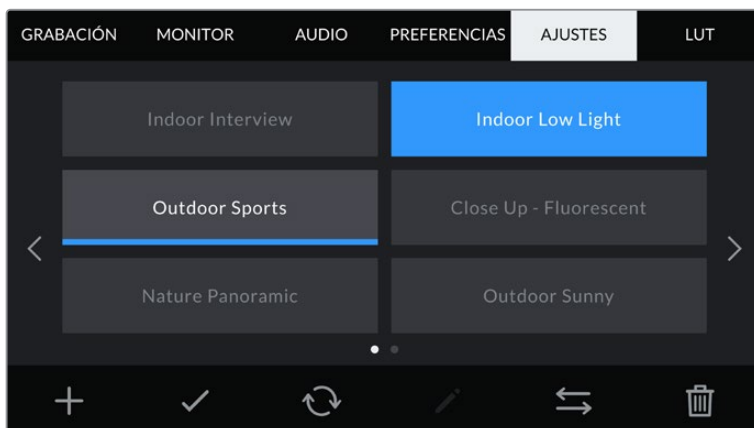 GRABACIÓN MONITOR AUDIO PREFERENCIAS AJUSTES LUT
Indoor Interview Indoor Low Light
Outdoor Sports Close Up - Fluorescent
Nature Panoramic Outdoor Sunny